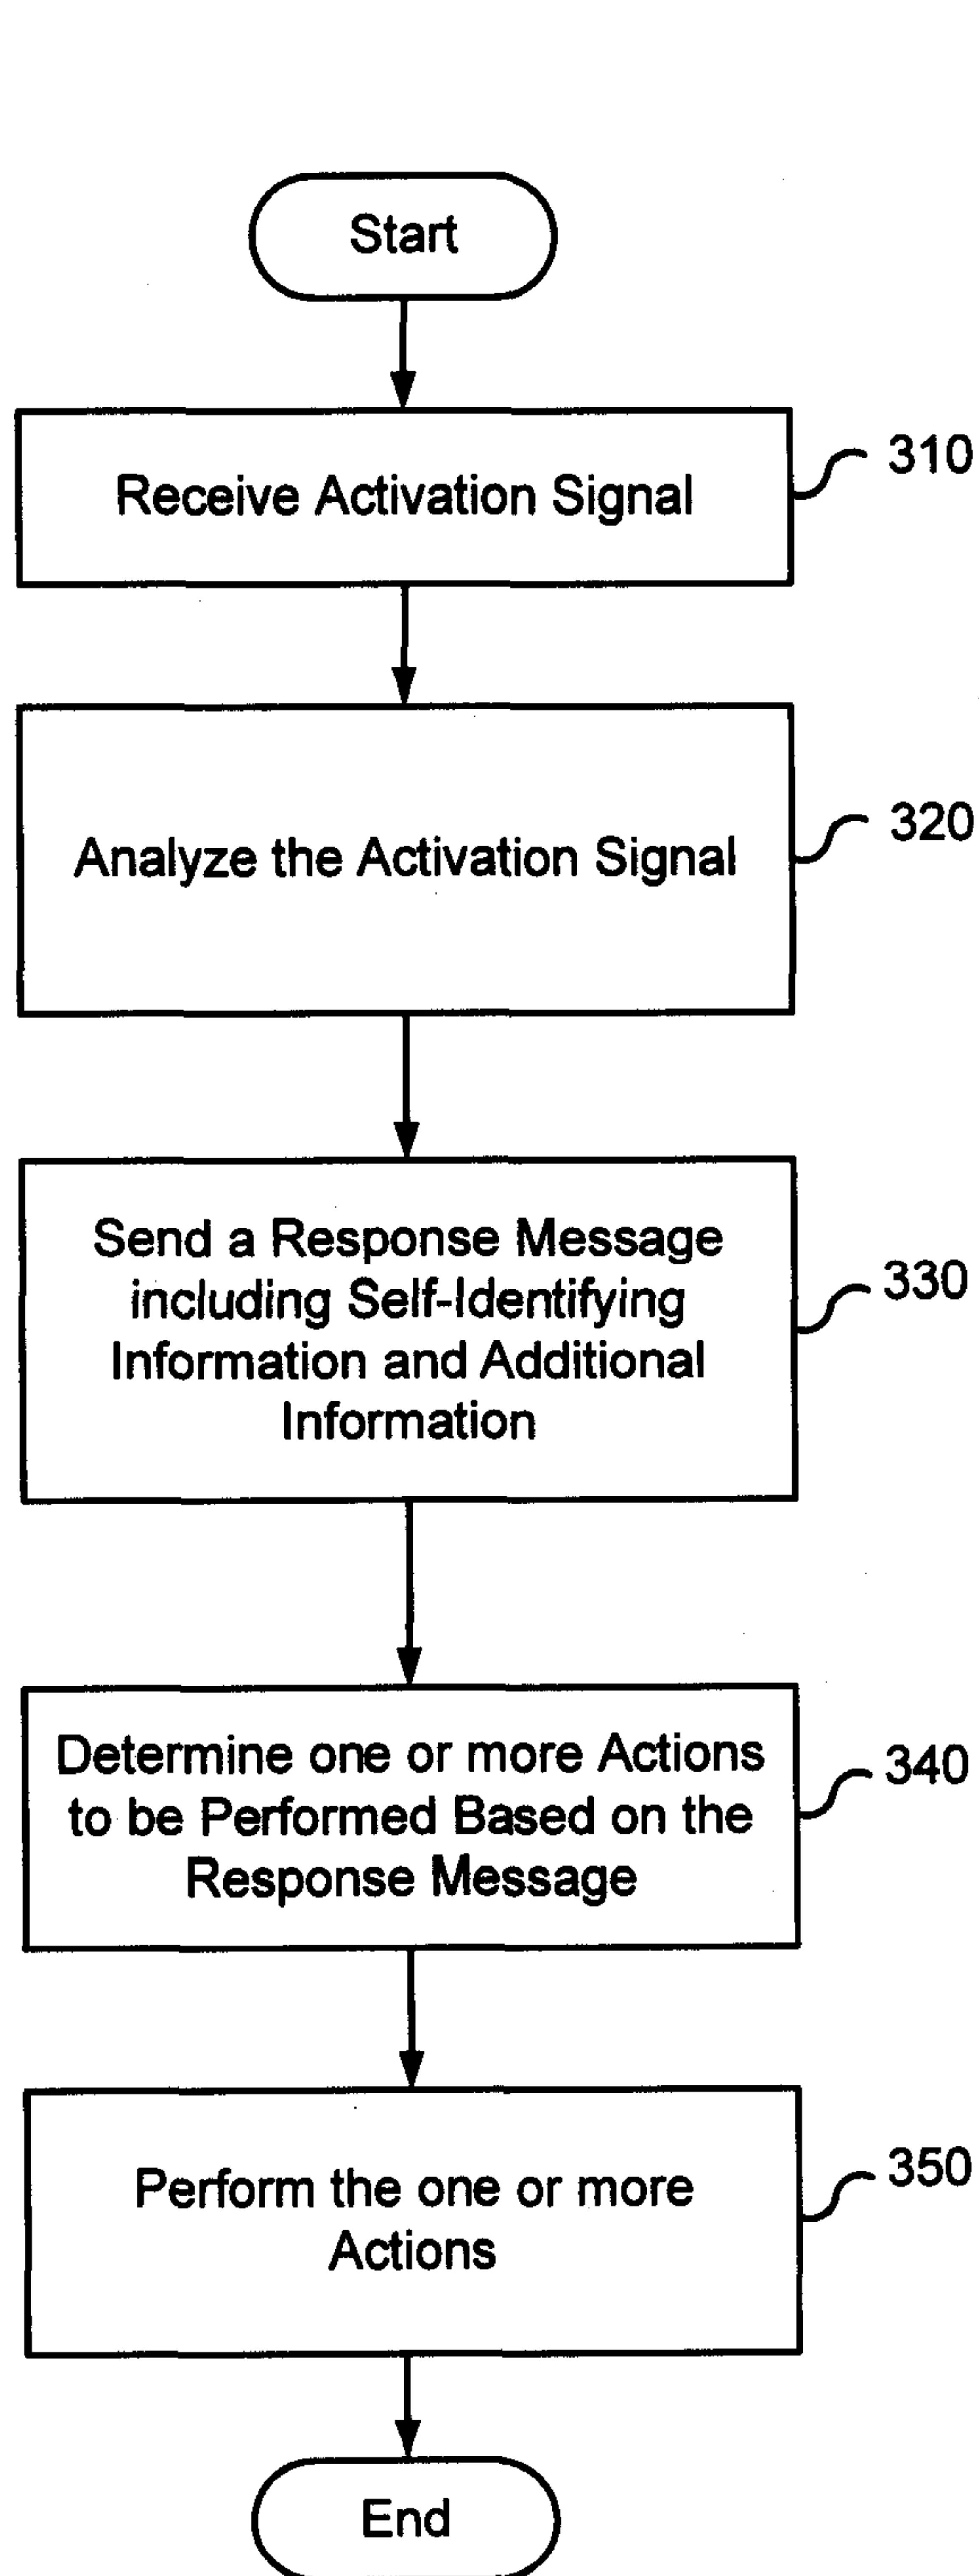 Start
Receive Activation Signal
310
Analyze the Activation Signal
320
Send a Response Message
including Self-Identifying
Information and Additional
Information
330
Determine one or more Actions
to be Performed Based on the
Response Message
340
Perform the one or more
Actions
350
End